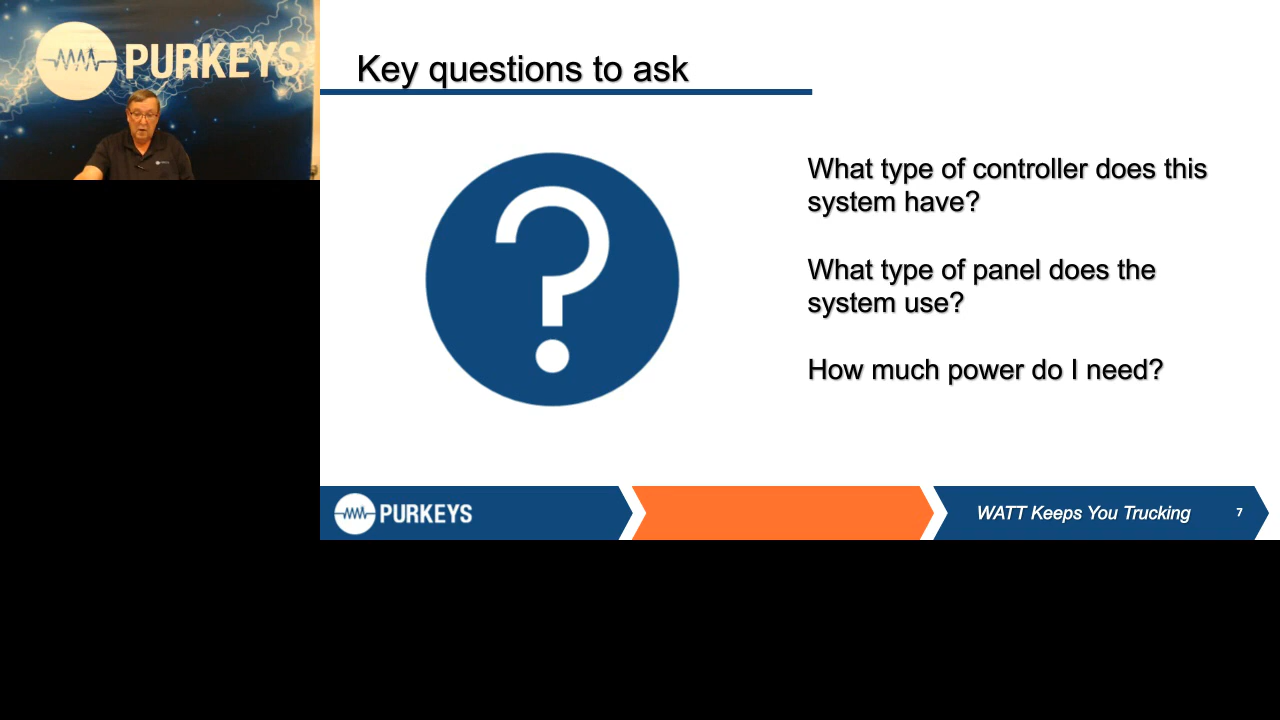 PURKEYS
Key questions to ask
What type of controller does this
system have?
What type of panel does the
system use?
How much power do I need?
PURKEYS
WATT Keeps You Trucking
7